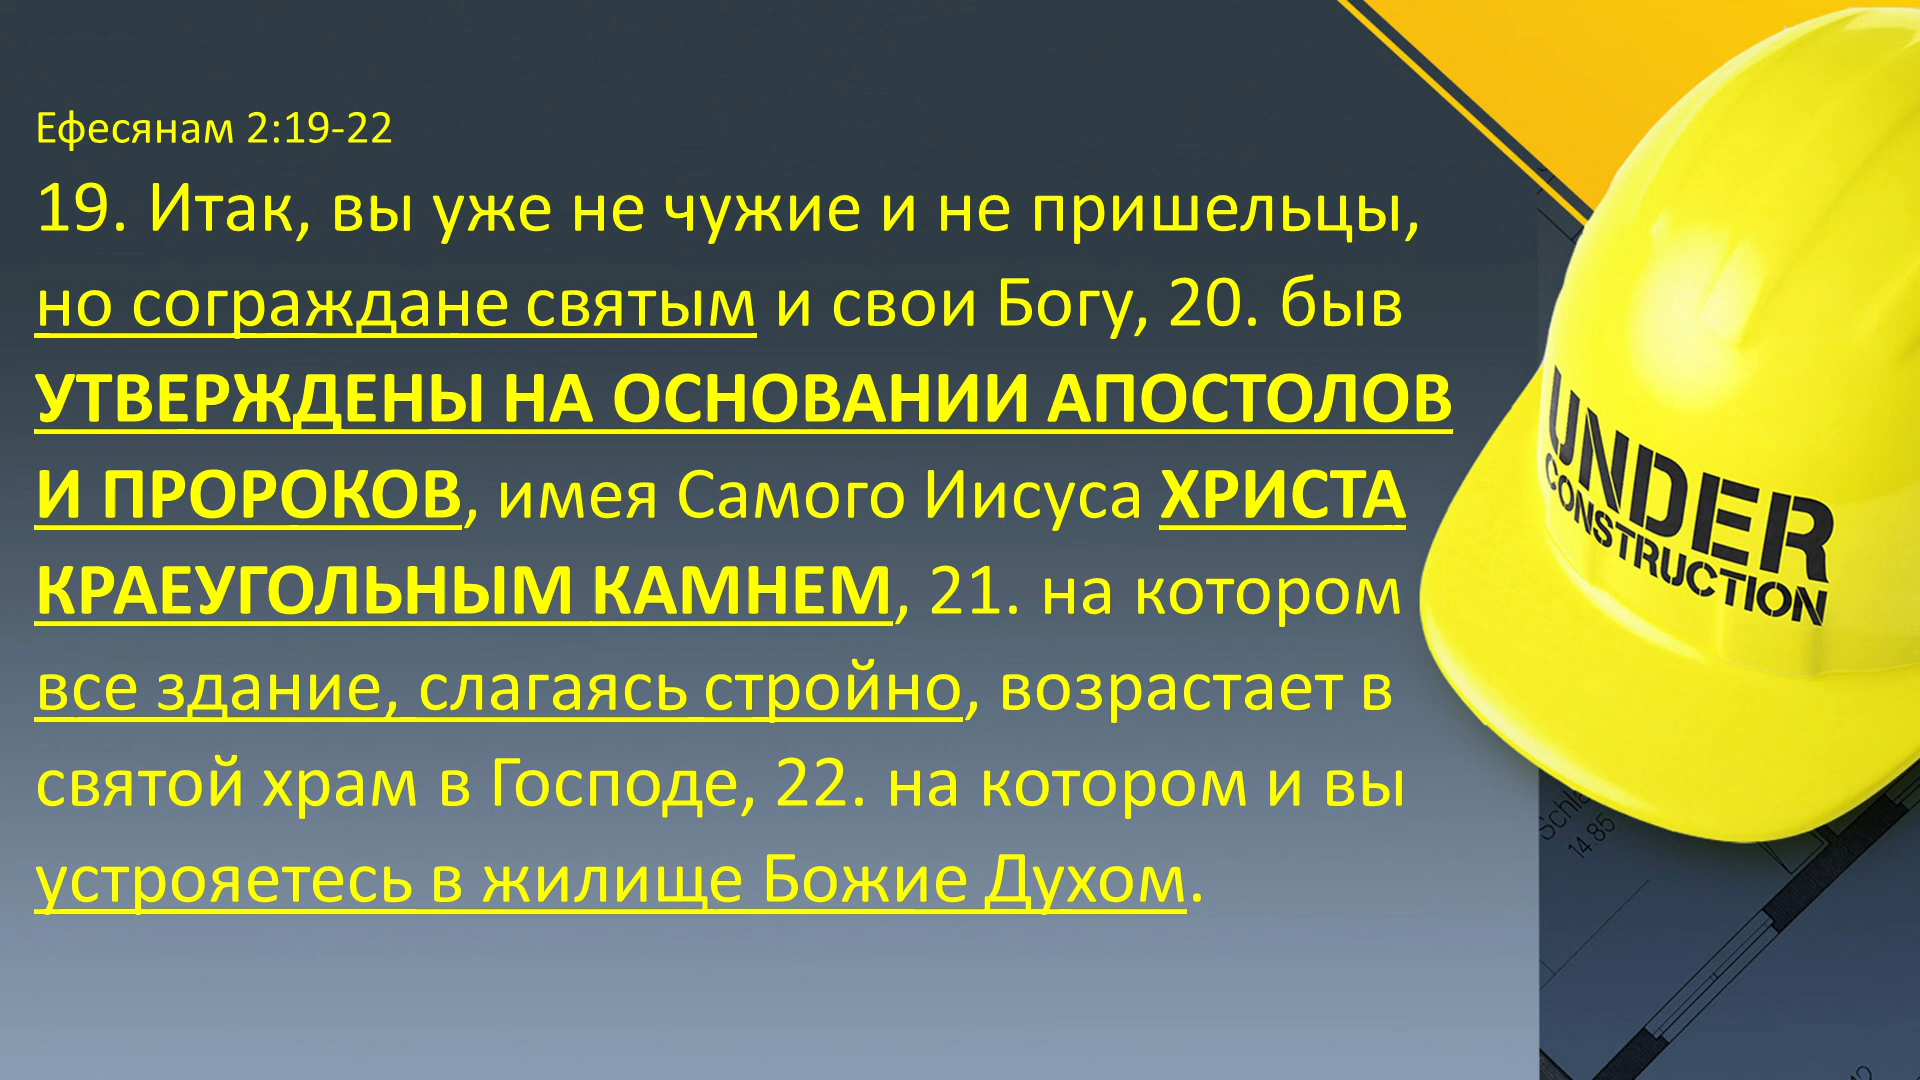 Ефесянам 2:19-22
19. Итак, вы уже не чужие и не пришельцы,
но сограждане святым и свои Богу, 20. быв
УТВЕРЖДЕНЫ НА ОСНОВАНИИ АПОСТОЛОВ
И ПРОРОКОВ, имея Самого Иисуса ХРИСТА
КРАЕУГОЛЬНЫМ КАМНЕМ, 21. на котором
все здание, слагаясь стройно, возрастает в
святой храм в Господе, 22. на котором и вы
устрояетесь в жилище Божие Духом.
UNDER
CONSTRUCTION
14.85